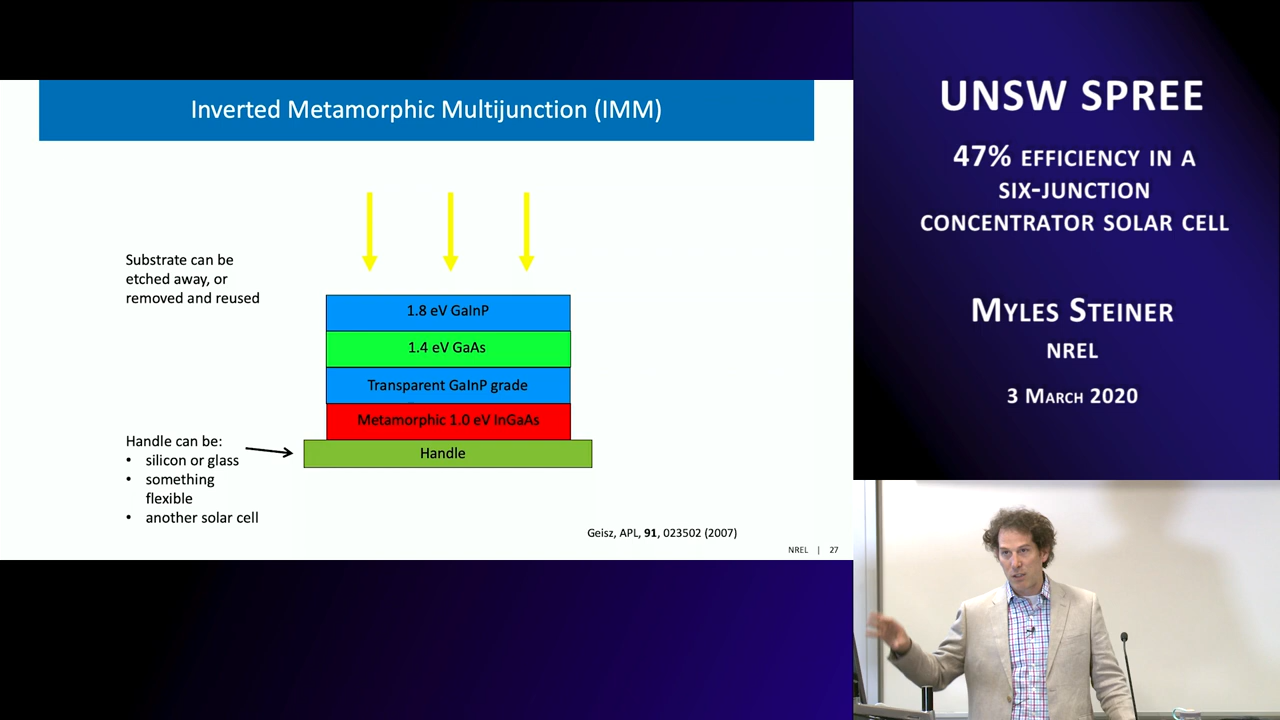 Inverted Metamorphic Multijunction (IMM)
Substrate can be
etched away, or
removed and reused
1.8 eV GaInP
1.4 eV GaAs
Transparent GaInP grade
Metamorphic 1.0 eV InGaAs
Handle
Handle can be:
• silicon or glass
• something
flexible
• another solar cell
Geisz, APL, 91, 023502 (2007)
NREL | 27
UNSW SPREE
47% EFFICIENCY IN A
SIX-JUNCTION
CONCENTRATOR SOLAR CELL
MYLES STEINER
NREL
3 MARCH 2020